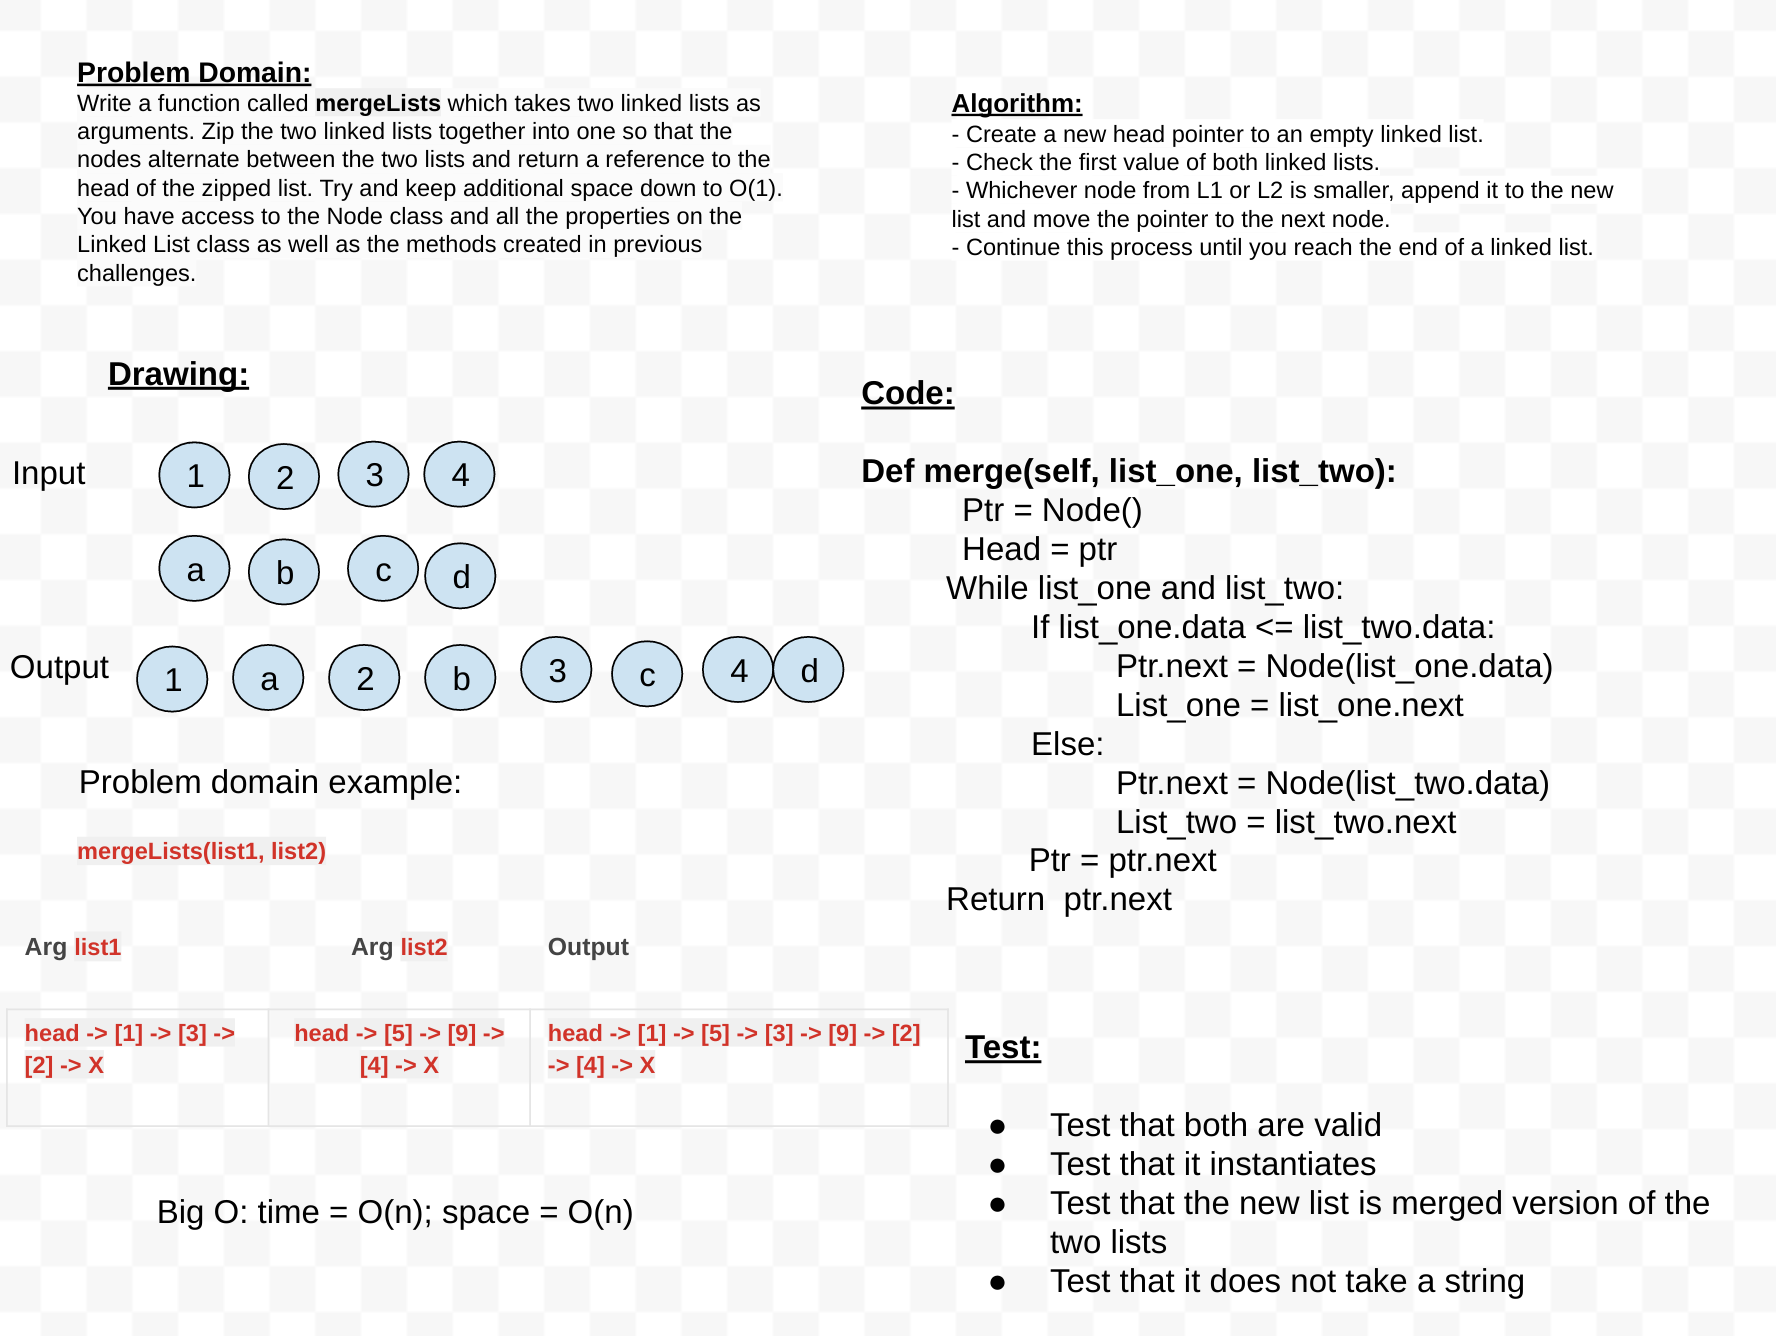 Problem Domain:
Write a function called mergeLists which takes two linked lists as
arguments. Zip the two linked lists together into one so that the
nodes alternate between the two lists and return a reference to the
head of the zipped list. Try and keep additional space down to O(1).
You have access to the Node class and all the properties on the
Linked List class as well as the methods created in previous
challenges.
Drawing:
Input
1 2 3 4
a b c d
Output
1 a 2 b 3 c 4 d
Problem domain example:
mergeLists(list1, list2)
Arg list1 Arg list2 Output
head -> [1] -> [3] ->
[2] -> X
head -> [5] -> [9] ->
[4] -> X
head -> [1] -> [5] -> [3] -> [9] -> [2]
-> [4] -> X
Big O: time = O(n); space = O(n)
Algorithm:
- Create a new head pointer to an empty linked list.
- Check the first value of both linked lists.
- Whichever node from L1 or L2 is smaller, append it to the new
list and move the pointer to the next node.
- Continue this process until you reach the end of a linked list.
Code:
Def merge(self, list_one, list_two):
Ptr = Node()
Head = ptr
While list_one and list_two:
If list_one.data <= list_two.data:
Ptr.next = Node(list_one.data)
List_one = list_one.next
Else:
Ptr.next = Node(list_two.data)
List_two = list_two.next
Ptr = ptr.next
Return  ptr.next
Test:
● Test that both are valid
● Test that it instantiates
● Test that the new list is merged version of the
two lists
● Test that it does not take a string